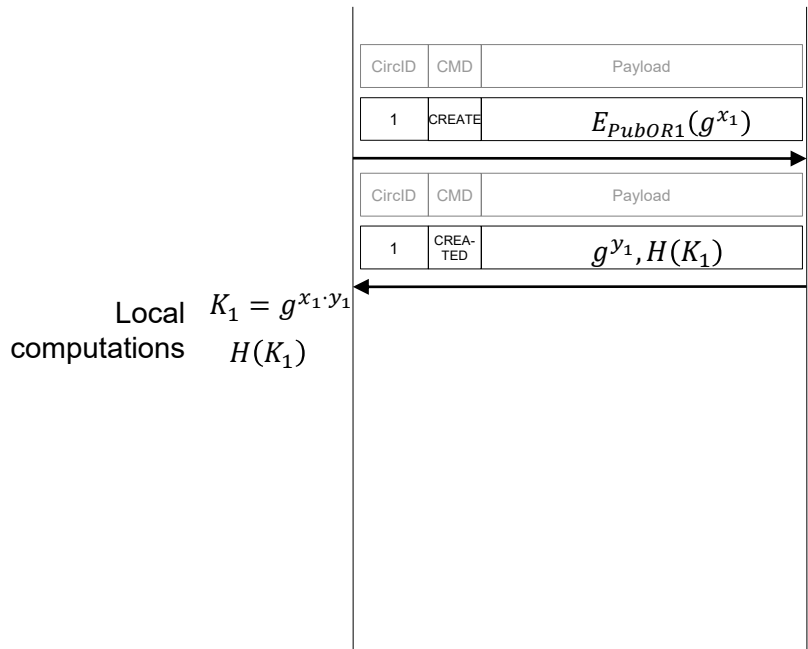 CircID CMD Payload
1 CREATE E_{PubOR1}(g^{x_1})
CircID CMD Payload
1 CREA-
TED g^{y_1}, H(K_1)
Local K_1 = g^{x_1·y_1}
computations H(K_1)